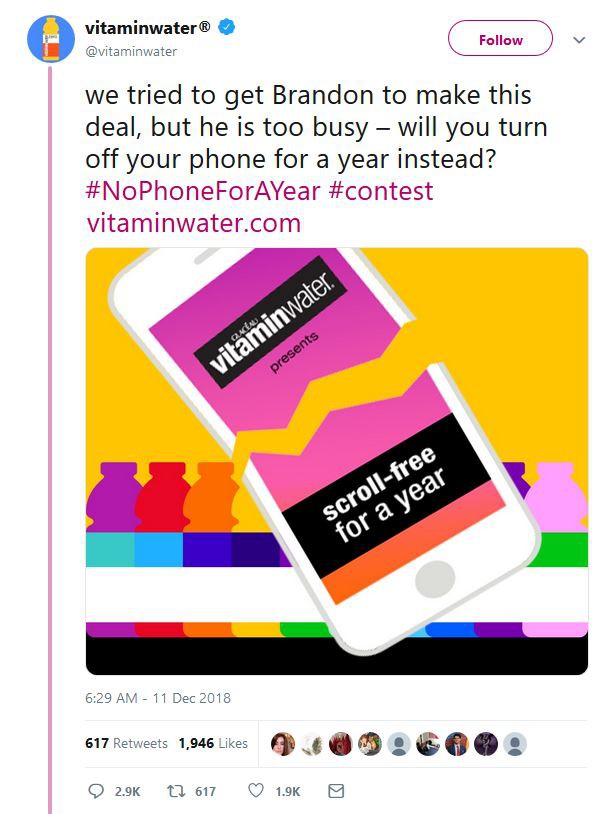 vitaminwater®
@vitaminwater
Follow
we tried to get Brandon to make this
deal, but he is too busy – will you turn
off your phone for a year instead?
#NoPhoneForAYear #contest
vitaminwater.com
GLACÉAU
vitaminwater.
presents
scroll-free
for a year
6:29 AM - 11 Dec 2018
617 Retweets 1,946 Likes
2.9K 617 1.9K